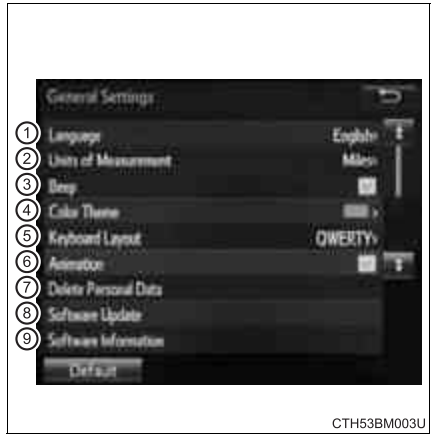 General Settings
1 Language English
2 Units of Measurement Miles
3 Beep
4 Color Theme
5 Keyboard Layout QWERTY
6 Animation
7 Delete Personal Data
8 Software Update
9 Software Information
Default
CTH53BM003U